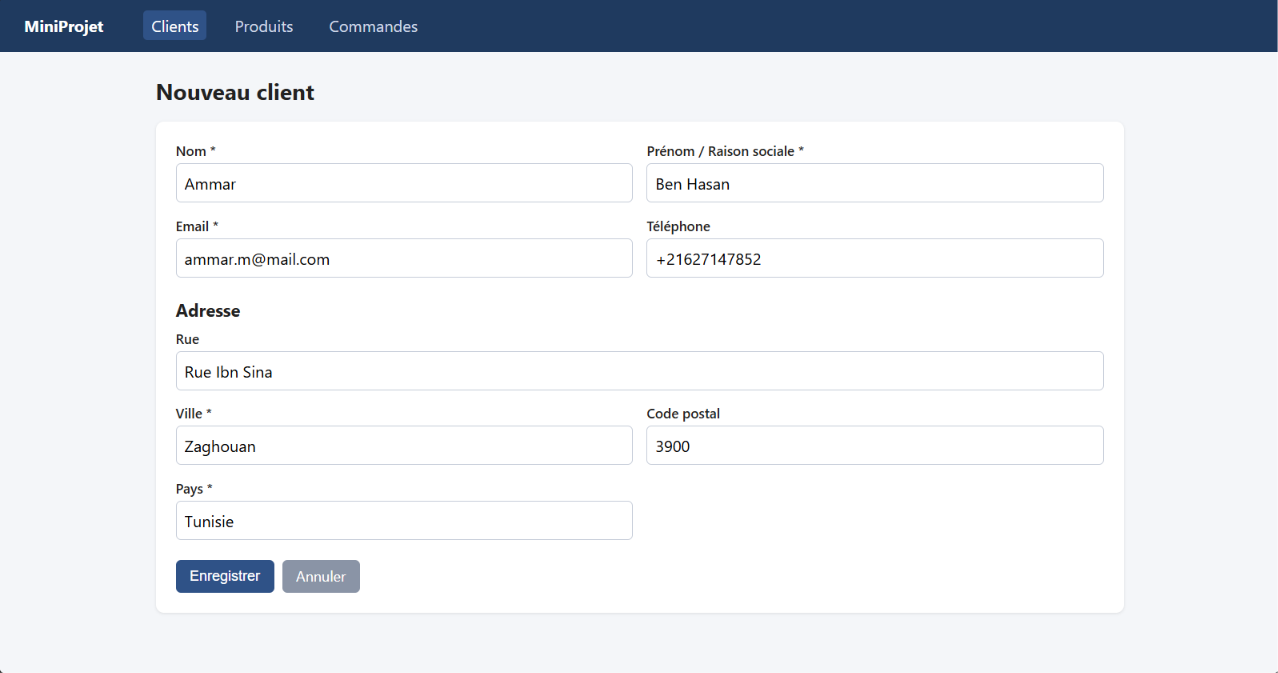 MiniProjet Clients Produits Commandes
Nouveau client
Nom * Prénom / Raison sociale *
Ammar Ben Hasan
Email * Téléphone
ammar.m@mail.com +21627147852
Adresse
Rue
Rue Ibn Sina
Ville * Code postal
Zaghouan 3900
Pays *
Tunisie
Enregistrer Annuler